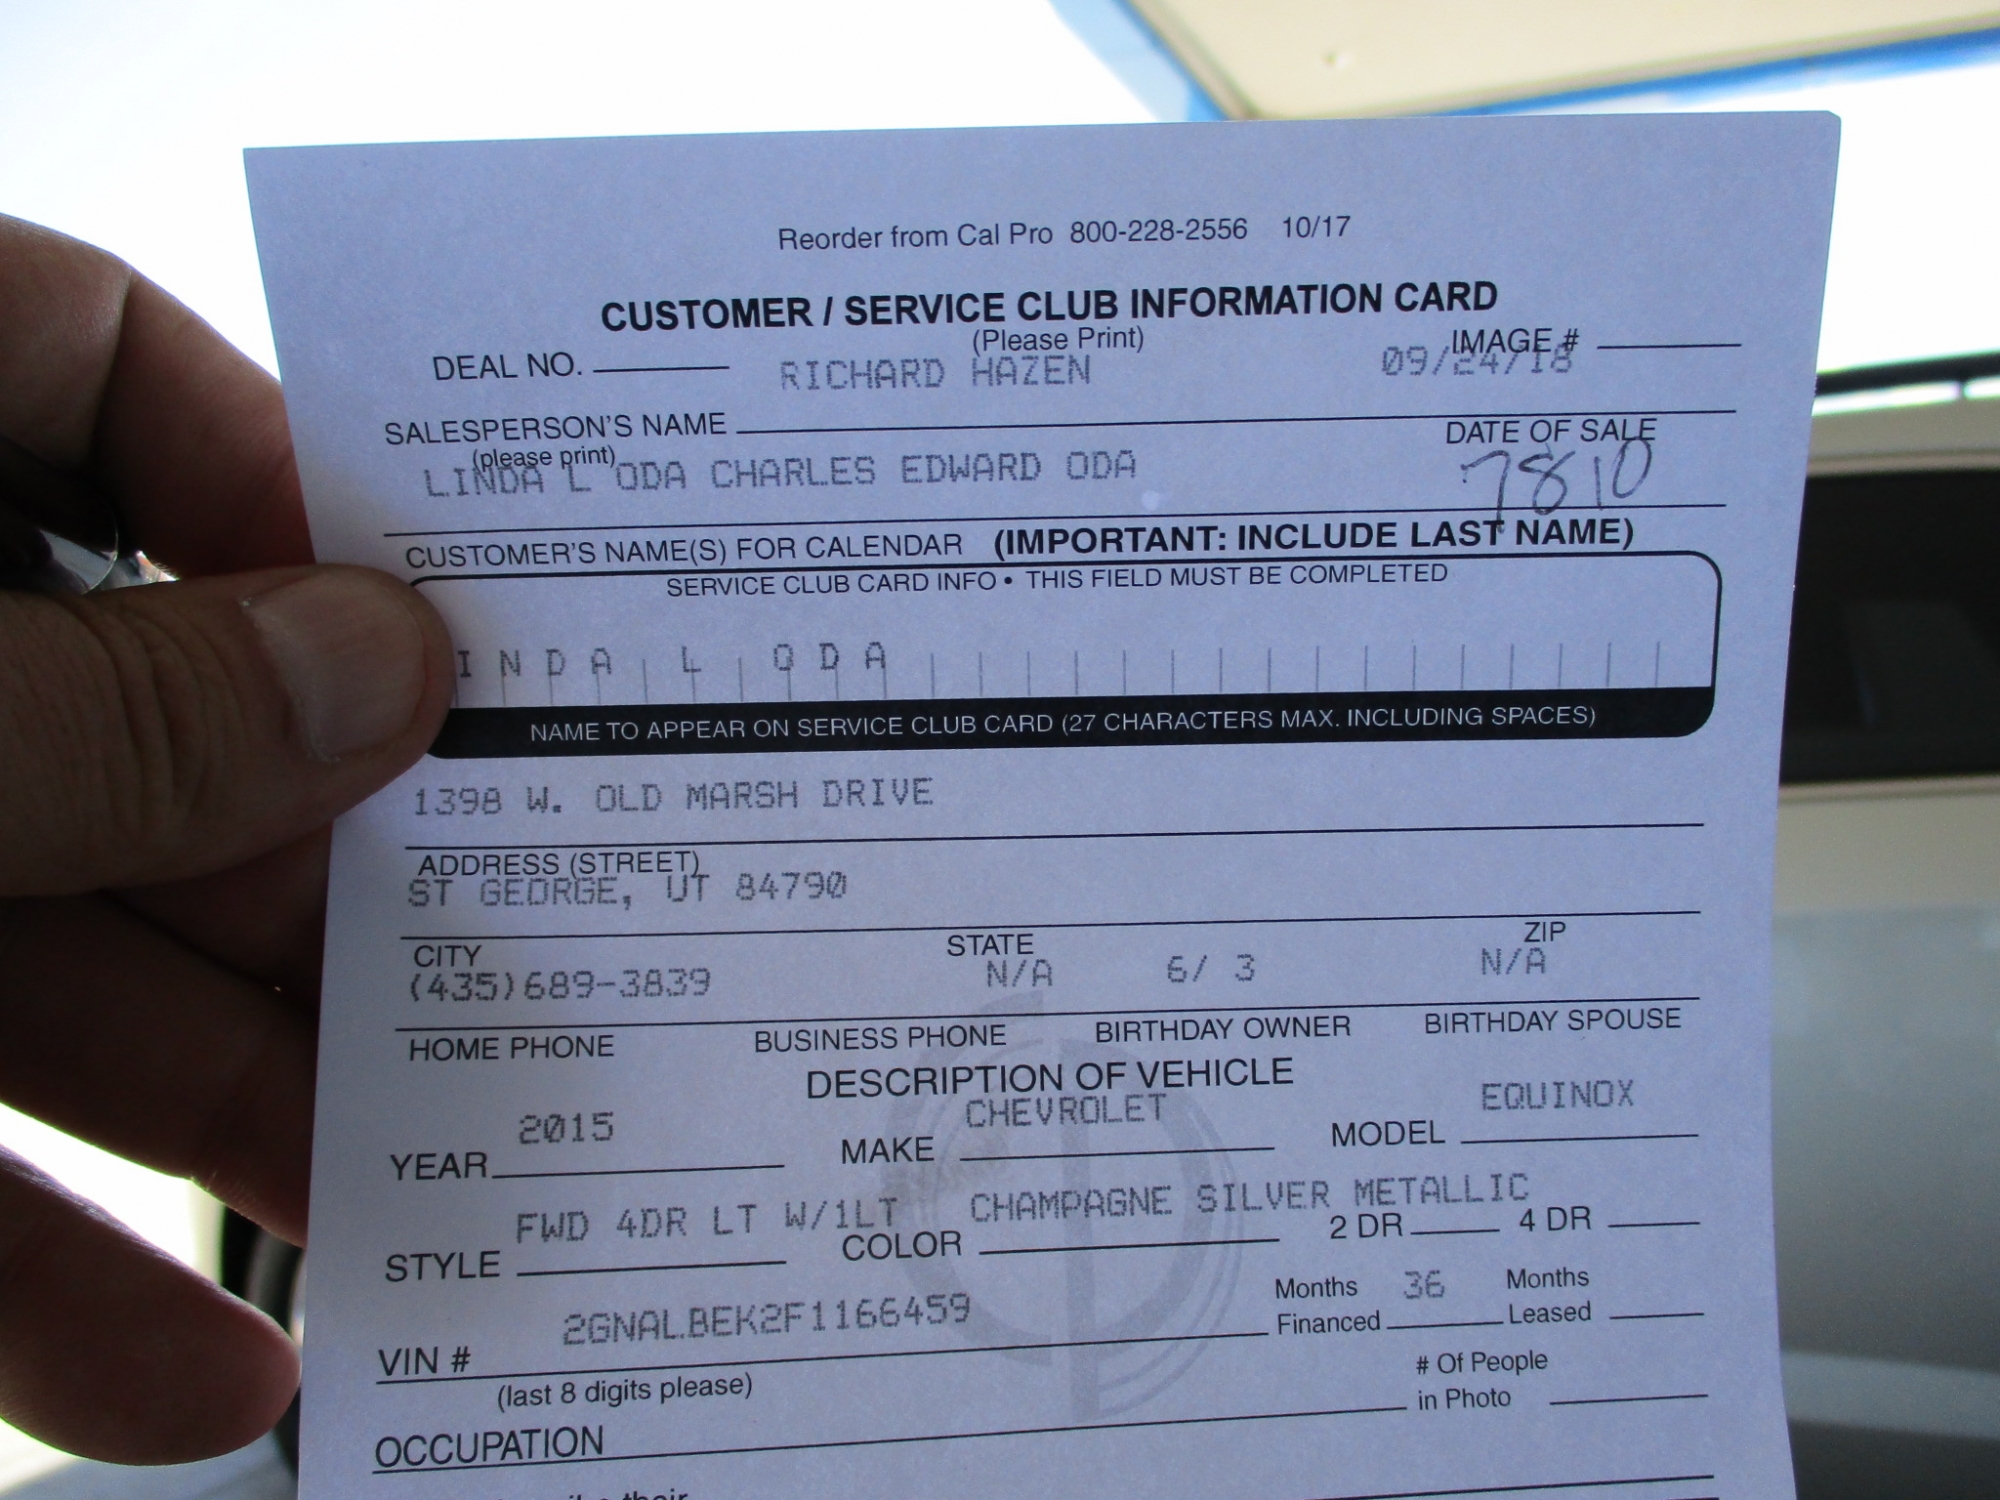 Reorder from Cal Pro 800-228-2556 10/17
CUSTOMER / SERVICE CLUB INFORMATION CARD
(Please Print)
IMAGE #
DEAL NO.
RICHARD HAZEN
09/24/18
SALESPERSON'S NAME
DATE OF SALE
(please print)
LINDA L ODA CHARLES EDWARD ODA
7810
CUSTOMER'S NAME(S) FOR CALENDAR (IMPORTANT: INCLUDE LAST NAME)
SERVICE CLUB CARD INFO • THIS FIELD MUST BE COMPLETED
INDA L ODA
NAME TO APPEAR ON SERVICE CLUB CARD (27 CHARACTERS MAX. INCLUDING SPACES)
1398 W. OLD MARSH DRIVE
ADDRESS (STREET)
ST GEORGE, UT 84790
CITY STATE ZIP
(435)689-3839 N/A 6/ 3 N/A
HOME PHONE BUSINESS PHONE BIRTHDAY OWNER BIRTHDAY SPOUSE
DESCRIPTION OF VEHICLE
2015 CHEVROLET EQUINOX
YEAR MAKE MODEL
FWD 4DR LT W/1LT CHAMPAGNE SILVER METALLIC
STYLE COLOR 2 DR 4 DR
2GNALBEK2F1166459
Months Financed 36 Months Leased
VIN #
(last 8 digits please)
# Of People in Photo
OCCUPATION